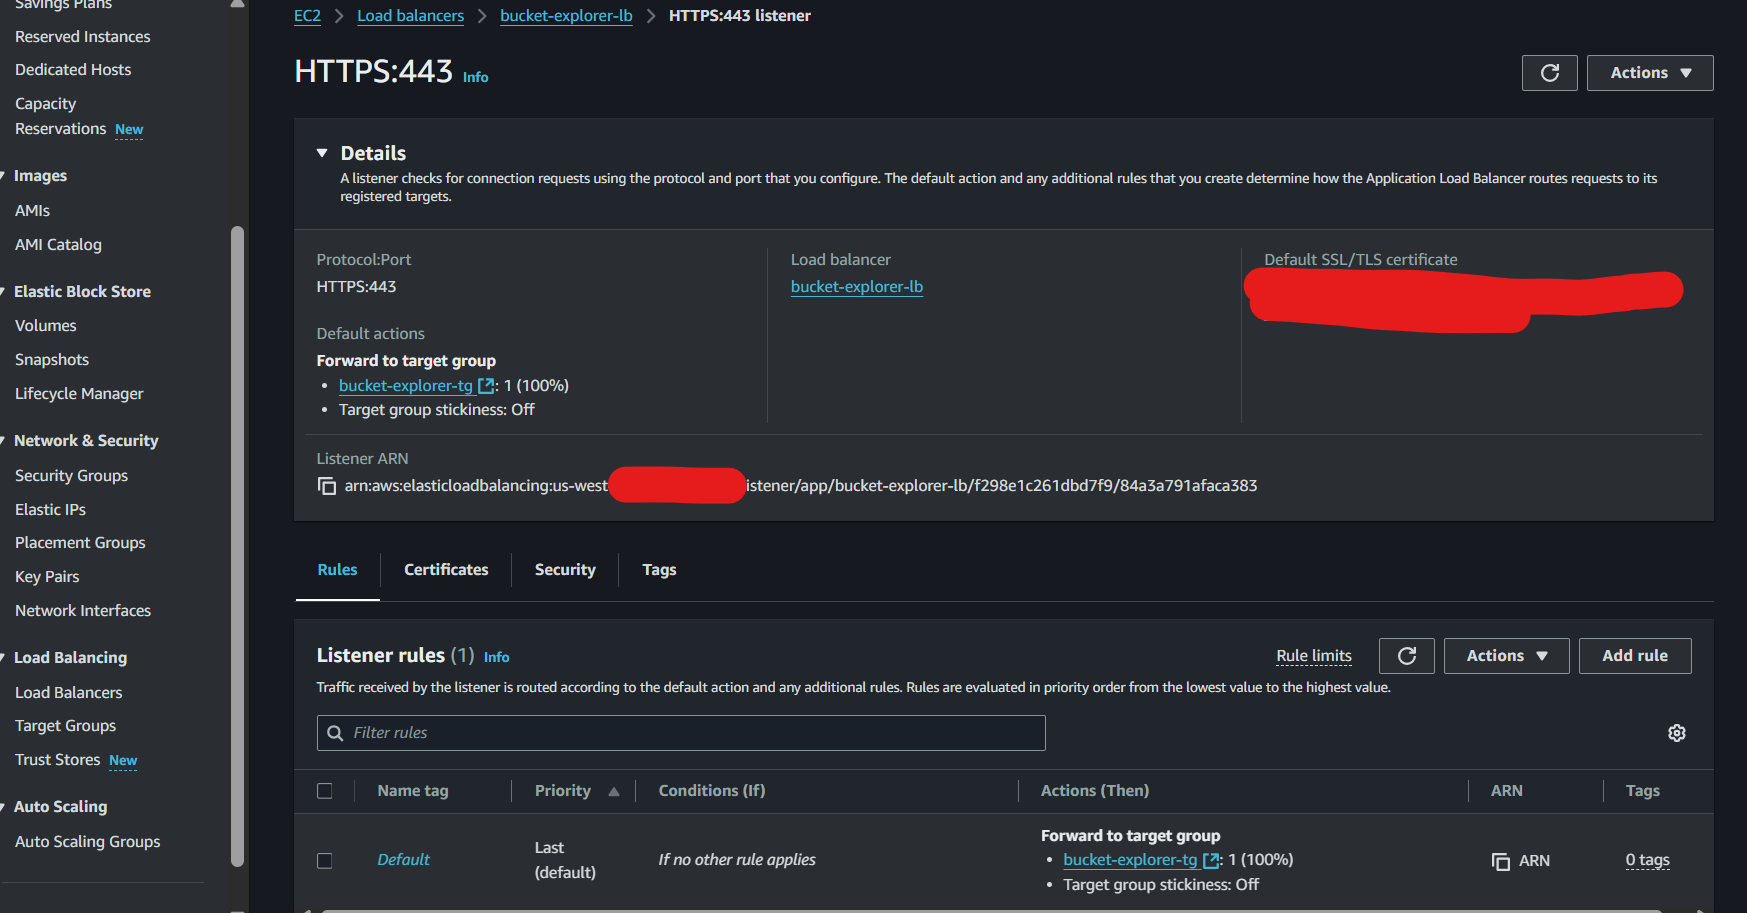 Savings Plans
Reserved Instances
Dedicated Hosts
Capacity
Reservations New
Images
AMIs
AMI Catalog
Elastic Block Store
Volumes
Snapshots
Lifecycle Manager
Network & Security
Security Groups
Elastic IPs
Placement Groups
Key Pairs
Network Interfaces
Load Balancing
Load Balancers
Target Groups
Trust Stores New
Auto Scaling
Auto Scaling Groups
EC2 > Load balancers > bucket-explorer-lb > HTTPS:443 listener
HTTPS:443 Info
Actions
Details
A listener checks for connection requests using the protocol and port that you configure. The default action and any additional rules that you create determine how the Application Load Balancer routes requests to its
registered targets.
Protocol:Port
HTTPS:443
Default actions
Forward to target group
• bucket-explorer-tg : 1 (100%)
• Target group stickiness: Off
Load balancer
bucket-explorer-lb
Default SSL/TLS certificate
Listener ARN
arn:aws:elasticloadbalancing:us-west istener/app/bucket-explorer-lb/f298e1c261dbd7f9/84a3a791afaca383
Rules Certificates Security Tags
Listener rules (1) Info
Rule limits Actions Add rule
Traffic received by the listener is routed according to the default action and any additional rules. Rules are evaluated in priority order from the lowest value to the highest value.
Filter rules
Name tag Priority Conditions (If) Actions (Then) ARN Tags
Default
Last
(default)
If no other rule applies
Forward to target group
• bucket-explorer-tg : 1 (100%)
• Target group stickiness: Off
ARN
0 tags